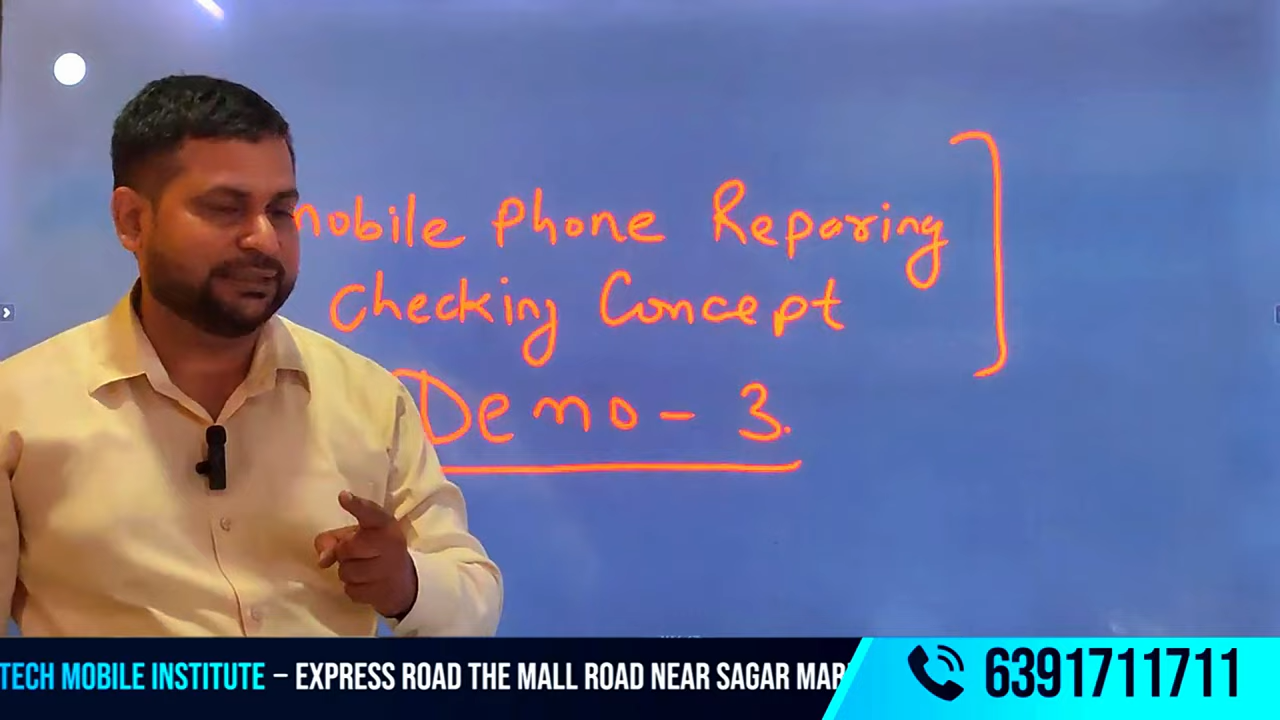 mobile Phone Reparing
Checking Concept
Demo - 3.
TECH MOBILE INSTITUTE – EXPRESS ROAD THE MALL ROAD NEAR SAGAR
6391711711